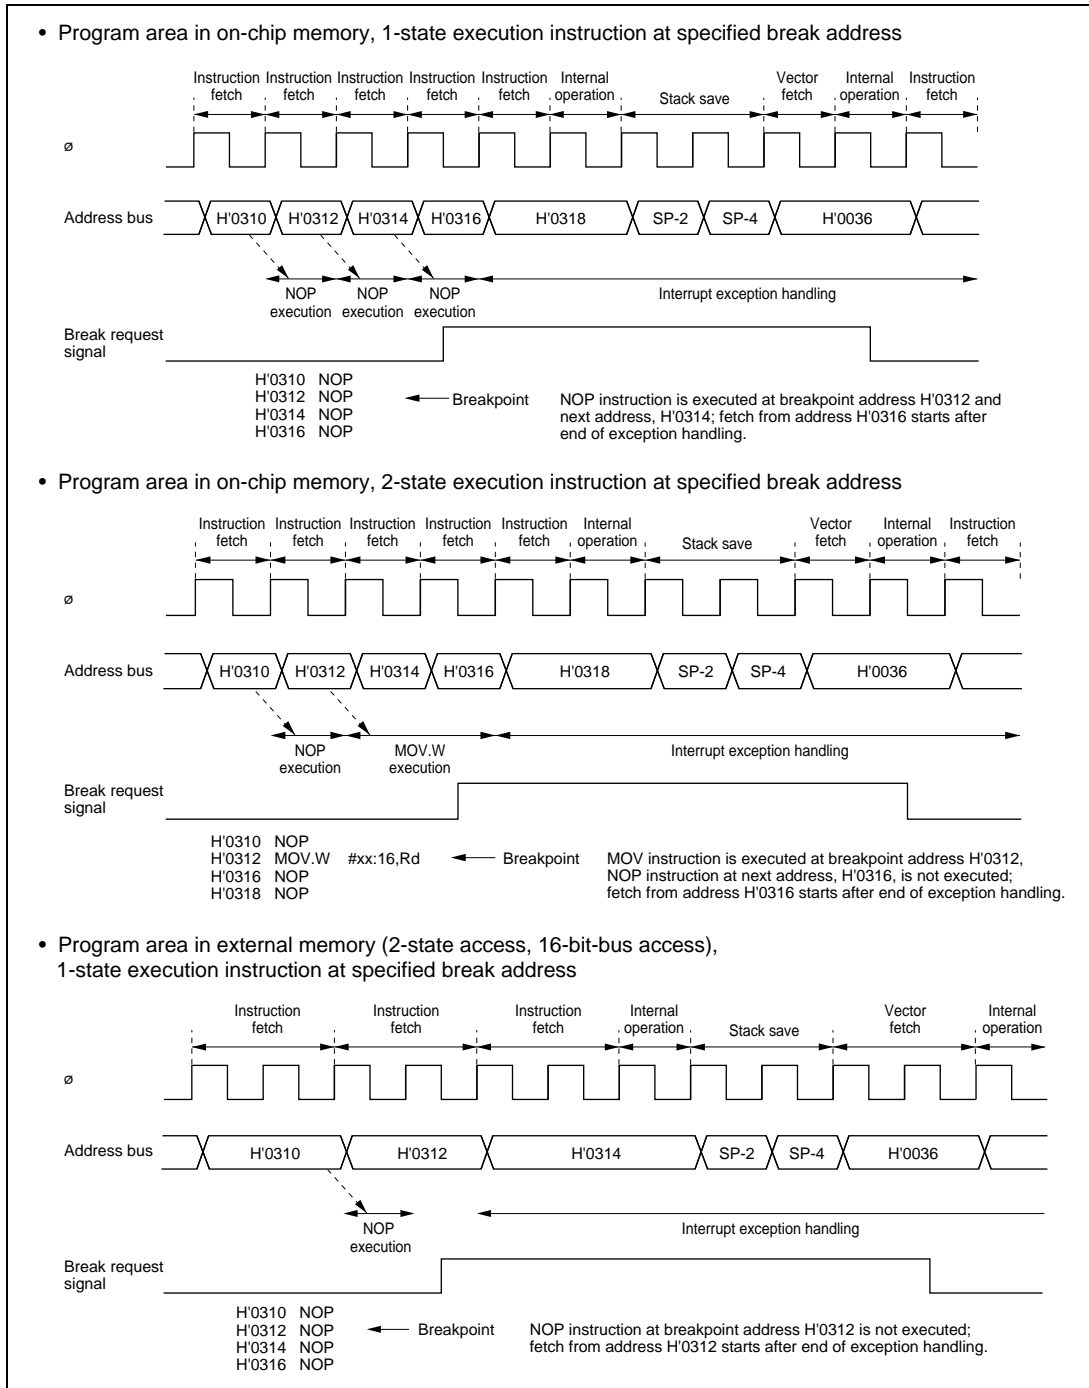 • Program area in on-chip memory, 1-state execution instruction at specified break address
Instruction fetch Instruction fetch Instruction fetch Instruction fetch Instruction fetch Internal operation Stack save Vector fetch Internal operation Instruction fetch
ø
Address bus H'0310 H'0312 H'0314 H'0316 H'0318 SP-2 SP-4 H'0036
NOP execution NOP execution NOP execution Interrupt exception handling
Break request
signal
H'0310 NOP
H'0312 NOP Breakpoint NOP instruction is executed at breakpoint address H'0312 and
H'0314 NOP next address, H'0314; fetch from address H'0316 starts after
H'0316 NOP end of exception handling.
• Program area in on-chip memory, 2-state execution instruction at specified break address
Instruction fetch Instruction fetch Instruction fetch Instruction fetch Instruction fetch Internal operation Stack save Vector fetch Internal operation Instruction fetch
ø
Address bus H'0310 H'0312 H'0314 H'0316 H'0318 SP-2 SP-4 H'0036
NOP execution MOV.W execution Interrupt exception handling
Break request
signal
H'0310 NOP
H'0312 MOV.W #xx:16,Rd Breakpoint MOV instruction is executed at breakpoint address H'0312,
H'0316 NOP NOP instruction at next address, H'0316, is not executed;
H'0318 NOP fetch from address H'0316 starts after end of exception handling.
• Program area in external memory (2-state access, 16-bit-bus access),
1-state execution instruction at specified break address
Instruction fetch Instruction fetch Instruction fetch Internal operation Stack save Vector fetch Internal operation
ø
Address bus H'0310 H'0312 H'0314 SP-2 SP-4 H'0036
NOP execution Interrupt exception handling
Break request
signal
H'0310 NOP
H'0312 NOP Breakpoint NOP instruction at breakpoint address H'0312 is not executed;
H'0314 NOP fetch from address H'0312 starts after end of exception handling.
H'0316 NOP